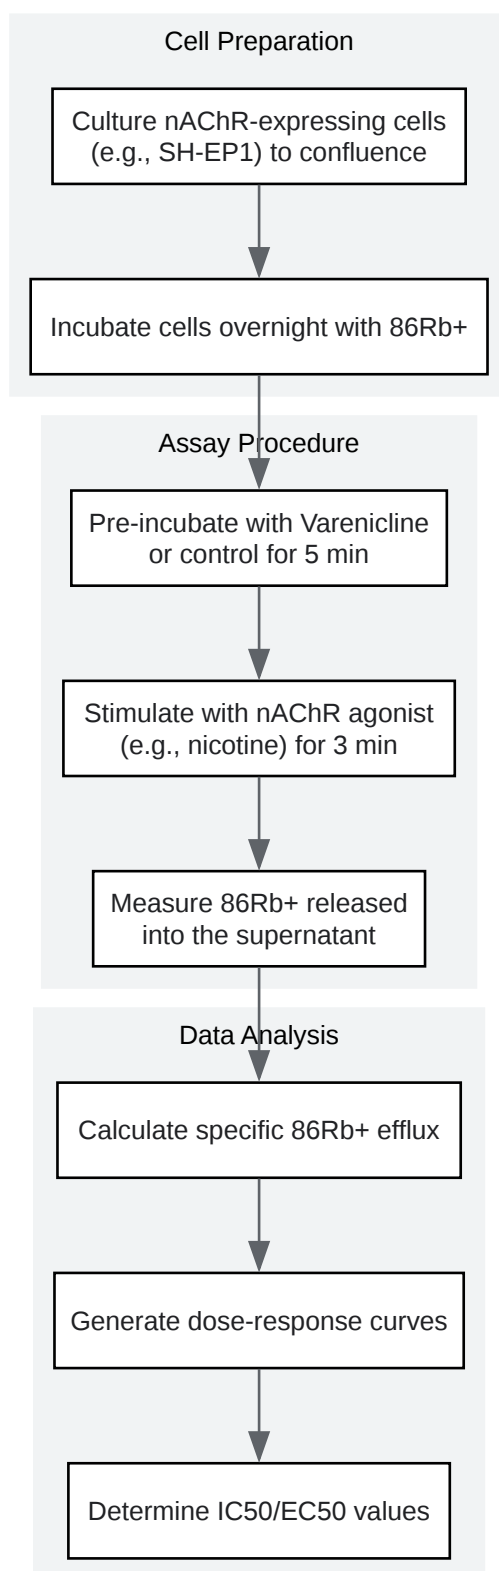 Cell Preparation
Culture nAChR-expressing cells
(e.g., SH-EP1) to confluence
Incubate cells overnight with 86Rb+
Assay Procedure
Pre-incubate with Varenicline
or control for 5 min
Stimulate with nAChR agonist
(e.g., nicotine) for 3 min
Measure 86Rb+ released
into the supernatant
Data Analysis
Calculate specific 86Rb+ efflux
Generate dose-response curves
Determine IC50/EC50 values